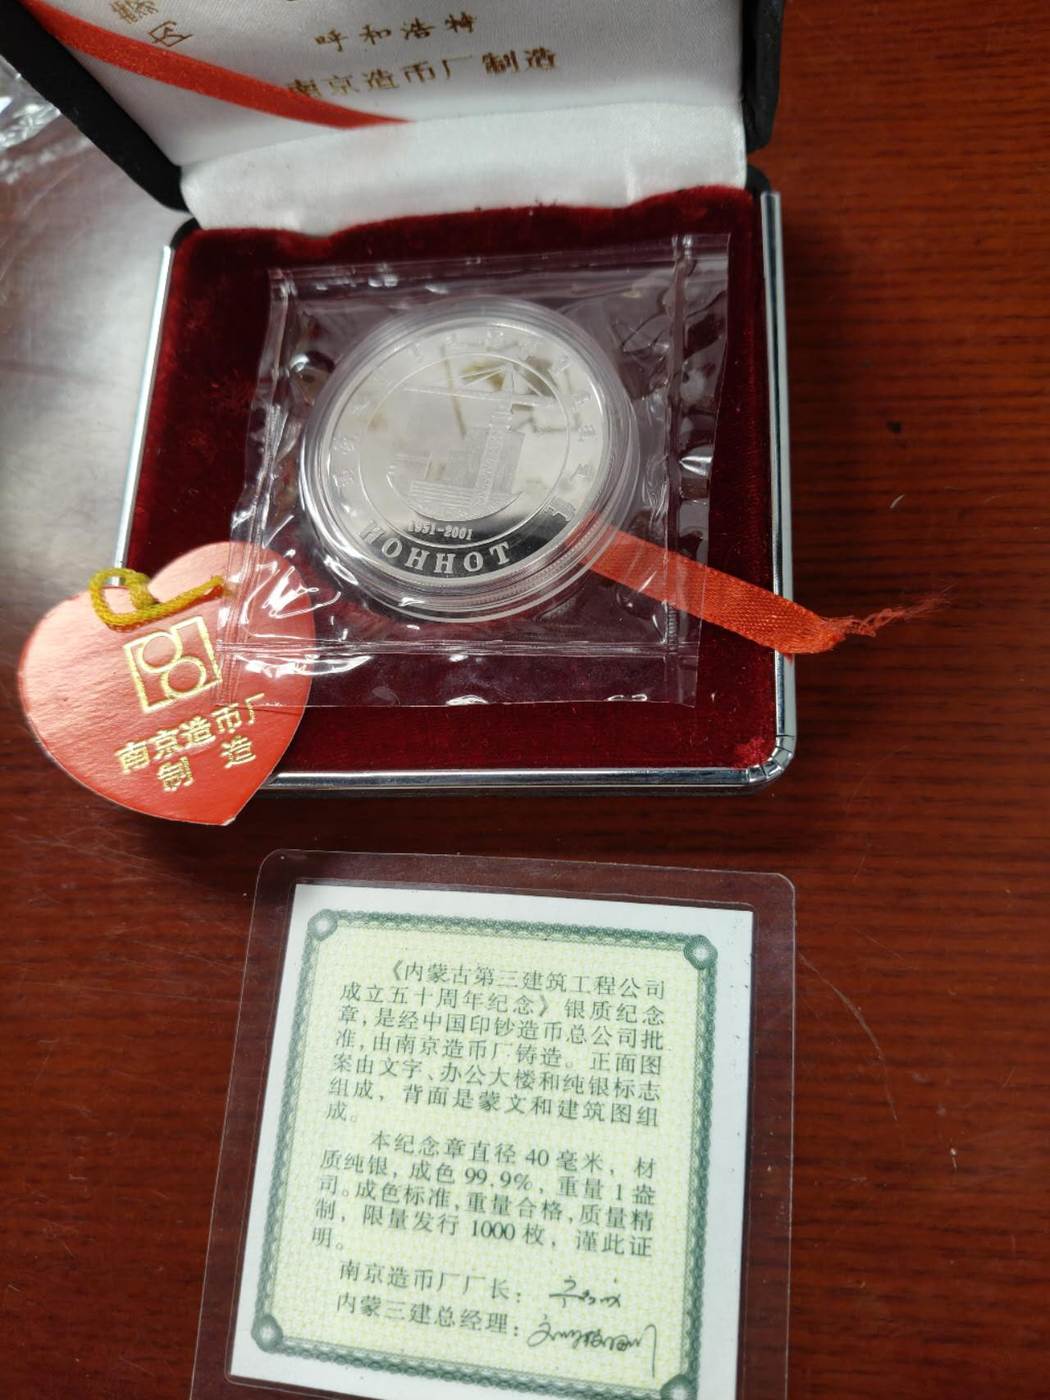 呼和浩特
南京造币厂制造
1951-2001
HOHHOT
南京造币厂
制造
《内蒙古第三建筑工程公司
成立五十周年纪念》银质纪念
章，是经中国印钞造币总公司批
准，由南京造币厂铸造。正面图
案由文字、办公大楼和纯银标志
组成，背面是蒙文和建筑图组
成。
本纪念章直径40毫米，材
质纯银，成色99.9%，重量1盎
司。成色标准，重量合格，质量精
制，限量发行1000枚，谨此证
明。
南京造币厂厂长：
内蒙三建总经理：